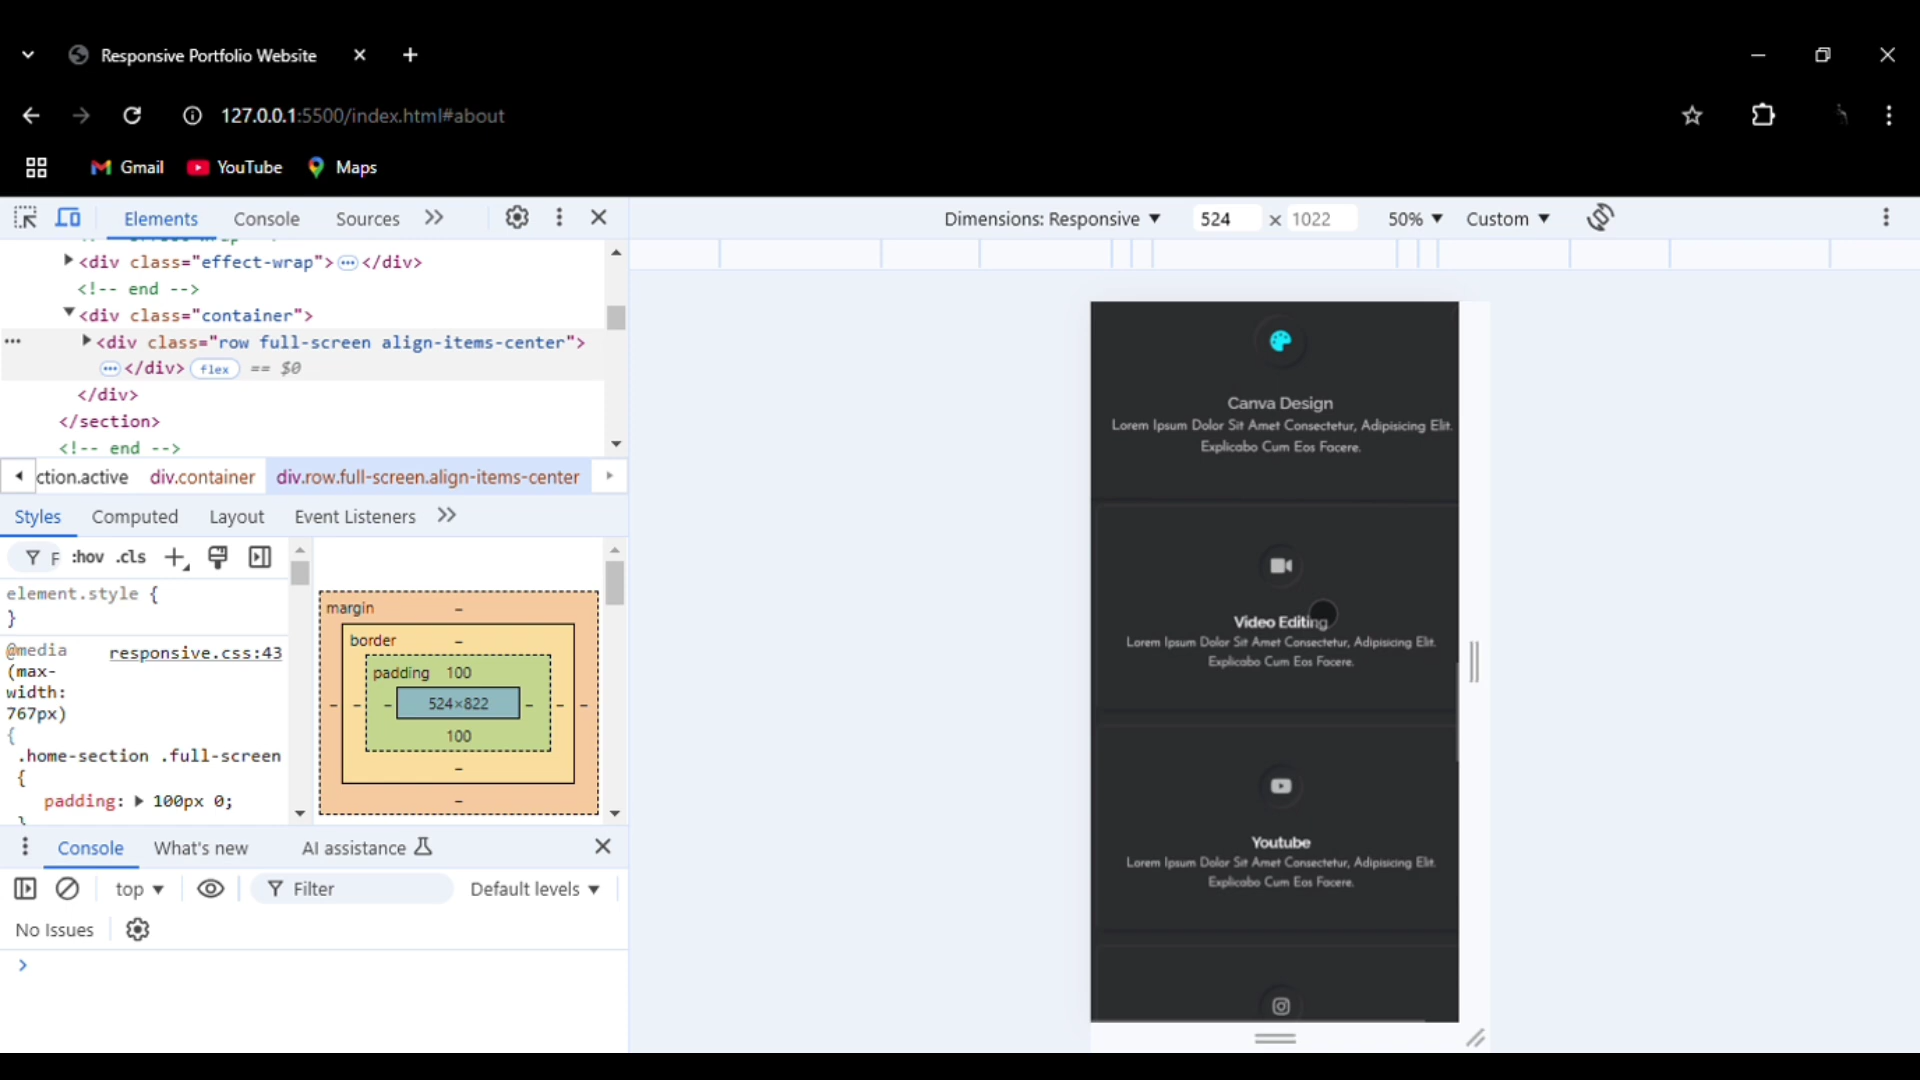 Responsive Portfolio Website
127.0.0.1:5500/index.html#about
Gmail YouTube Maps
Elements Console Sources
<div class="effect-wrap"> </div>
<!-- end -->
<div class="container">
<div class="row full-screen align-items-center">
</div> flex == $0
</div>
</section>
<!-- end -->
ction.active div.container div.row.full-screen.align-items-center
Styles Computed Layout Event Listeners
F :hov .cls
element.style {
}
@media responsive.css:43
(max-
width:
767px)
{
.home-section .full-screen
{
padding: 100px 0;
margin –
border –
padding 100
– – – 524×822 – – –
100
–
–
Console What's new AI assistance
top Filter Default levels
No Issues
Dimensions: Responsive 524 x 1022 50% Custom
Canva Design
Lorem Ipsum Dolor Sit Amet Consectetur, Adipisicing Elit.
Explicabo Cum Eos Facere.
Video Editing
Lorem Ipsum Dolor Sit Amet Consectetur, Adipisicing Elit.
Explicabo Cum Eos Facere.
Youtube
Lorem Ipsum Dolor Sit Amet Consectetur, Adipisicing Elit.
Explicabo Cum Eos Facere.